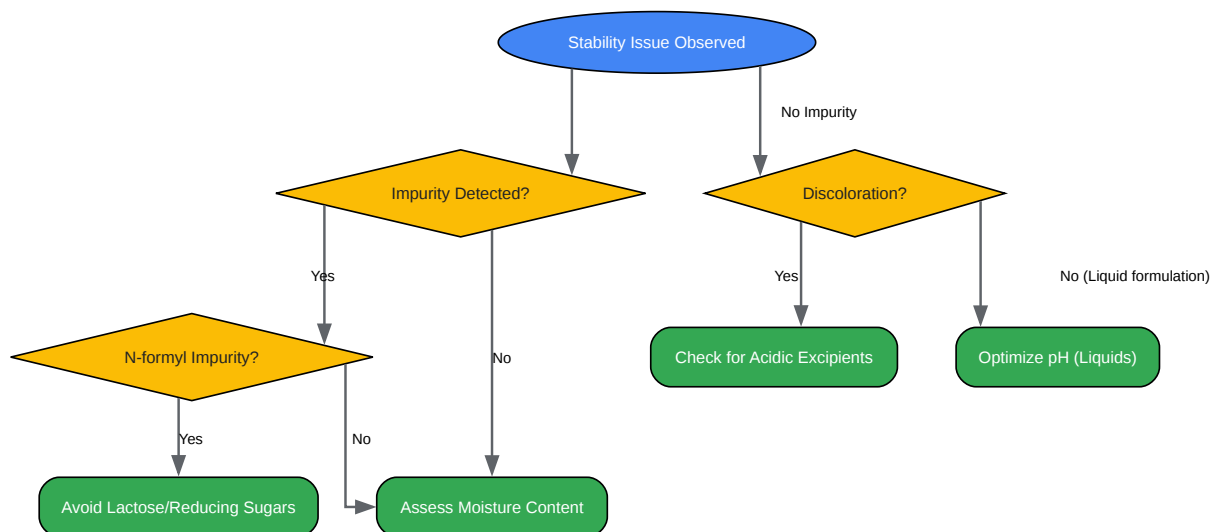 Stability Issue Observed
No Impurity
Impurity Detected?
Discoloration?
Yes
Yes
No (Liquid formulation)
N-formyl Impurity?
No
Check for Acidic Excipients
Optimize pH (Liquids)
Yes
No
Avoid Lactose/Reducing Sugars
Assess Moisture Content